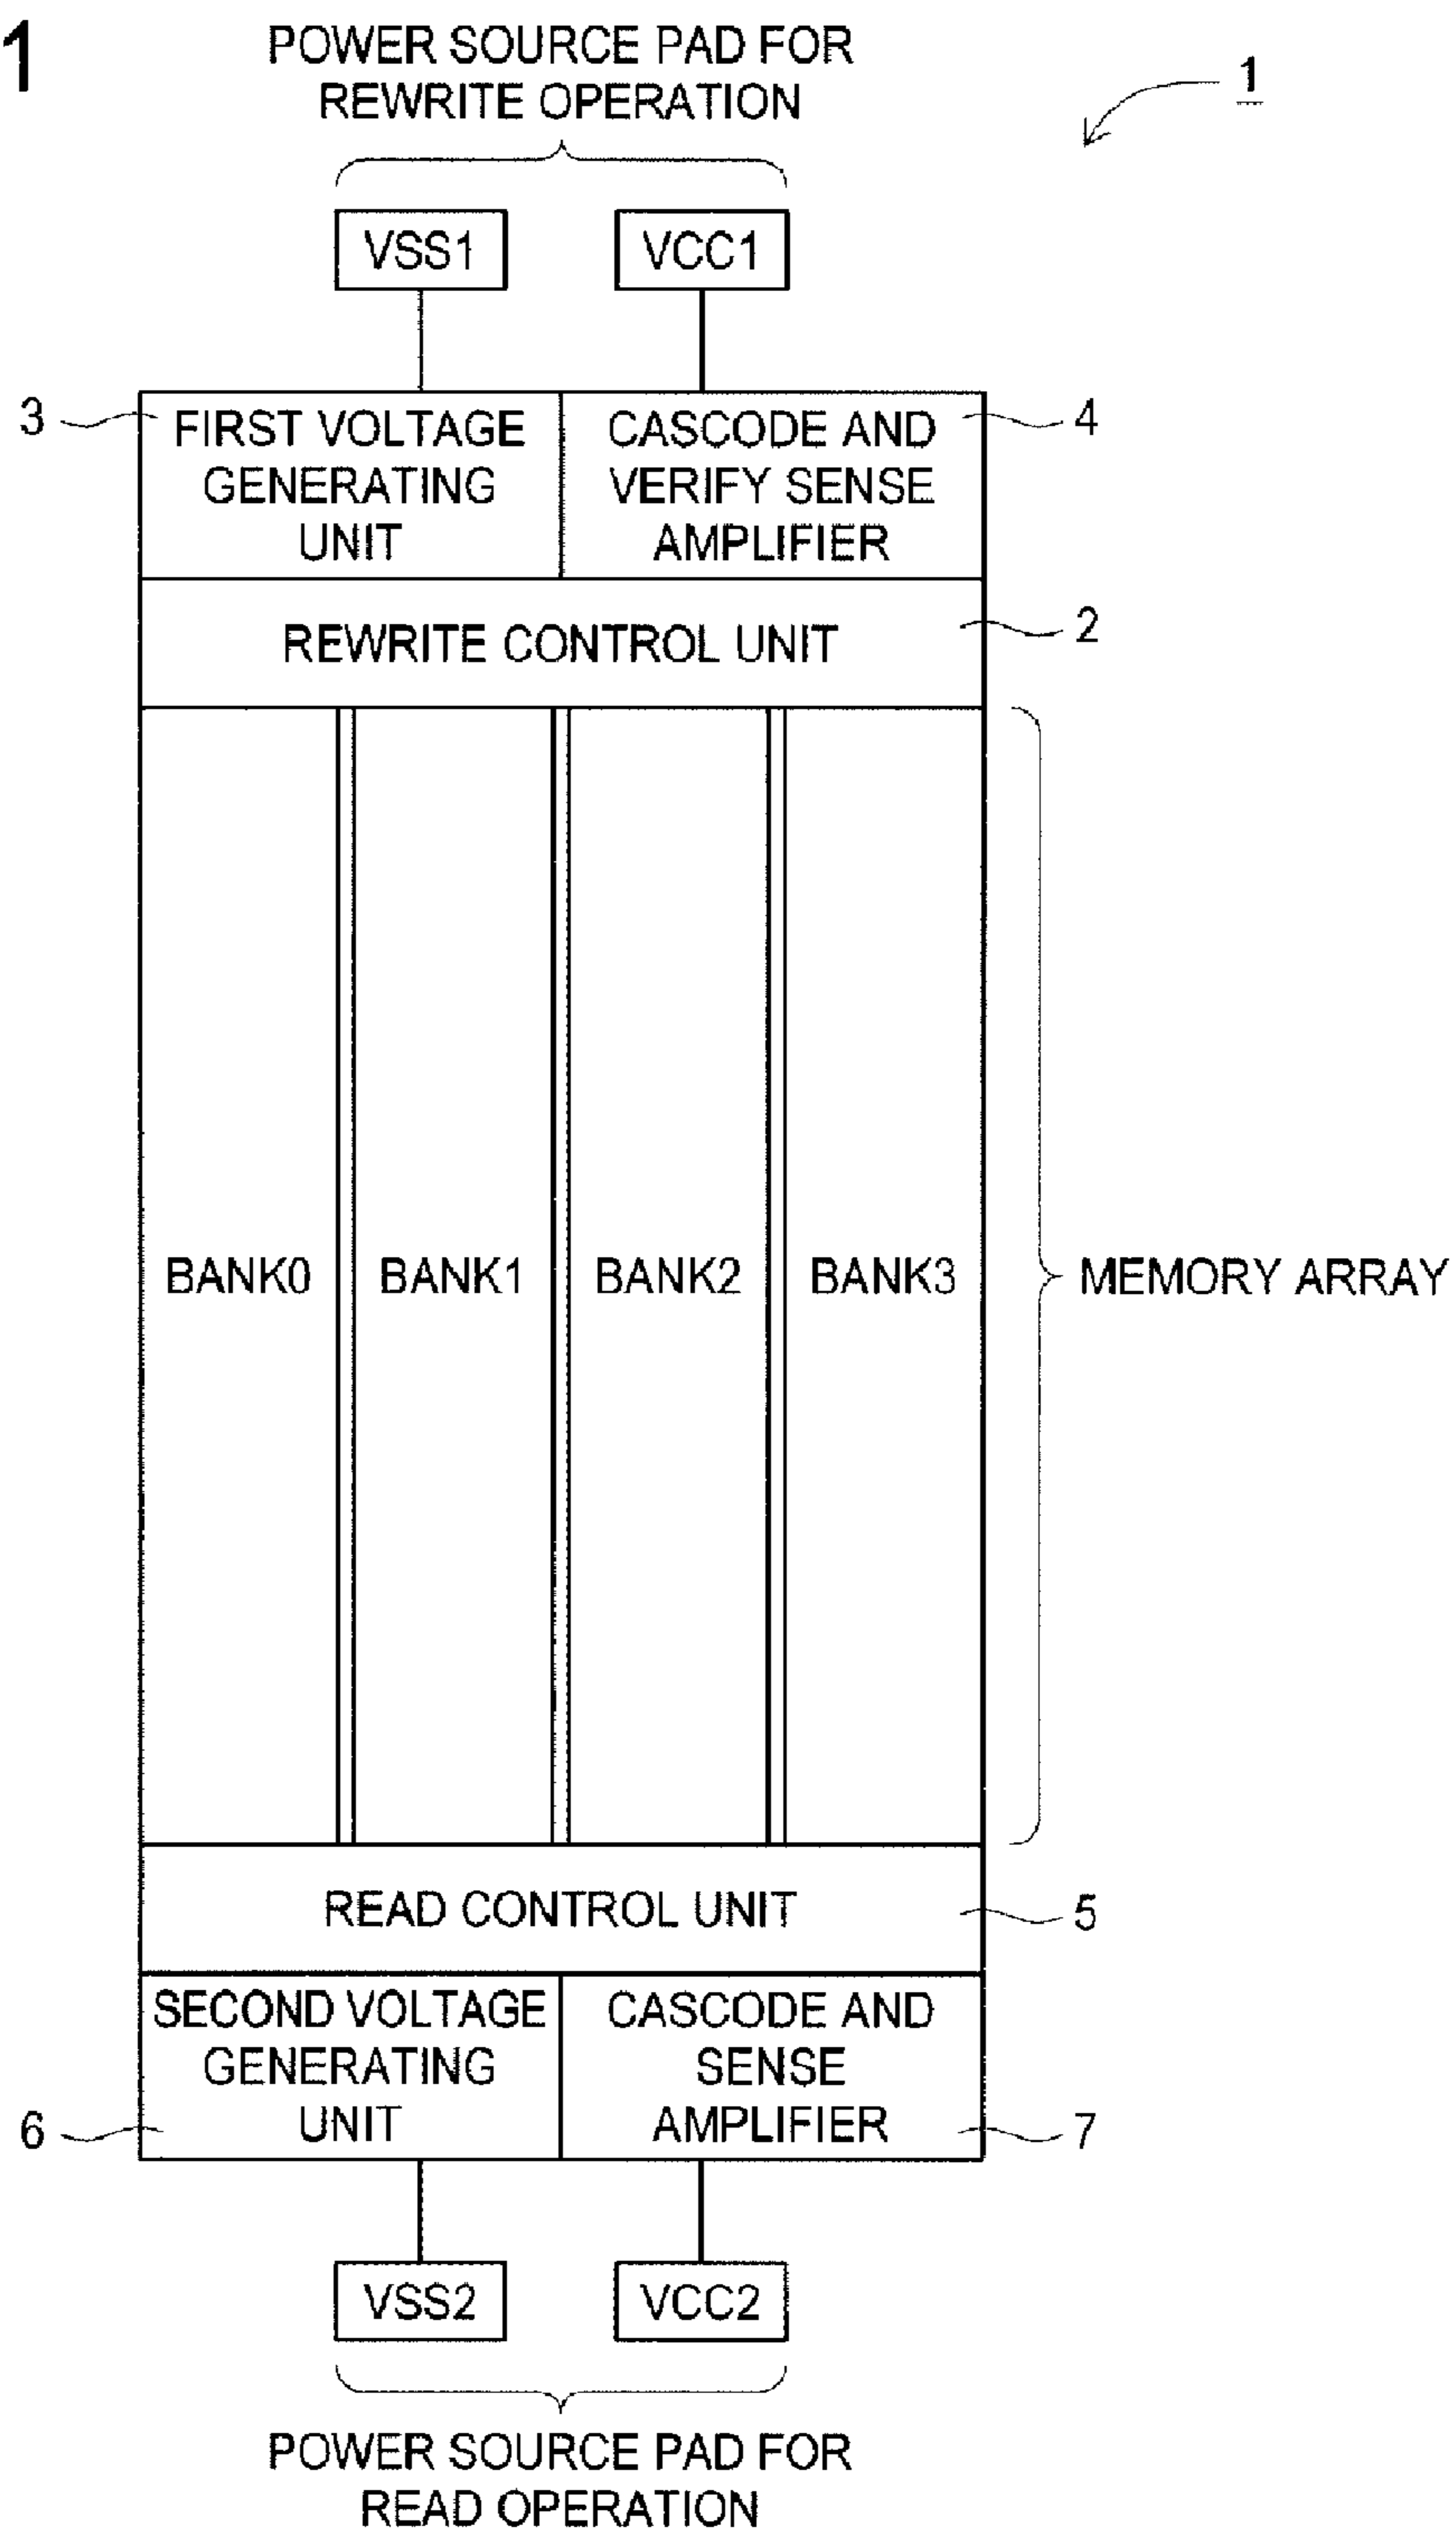 1
POWER SOURCE PAD FOR
REWRITE OPERATION
1
VSS1
VCC1
3
FIRST VOLTAGE
GENERATING
UNIT
CASCODE AND
VERIFY SENSE
AMPLIFIER
4
REWRITE CONTROL UNIT
2
BANK0
BANK1
BANK2
BANK3
MEMORY ARRAY
READ CONTROL UNIT
5
SECOND VOLTAGE
GENERATING
UNIT
6
CASCODE AND
SENSE
AMPLIFIER
7
VSS2
VCC2
POWER SOURCE PAD FOR
READ OPERATION